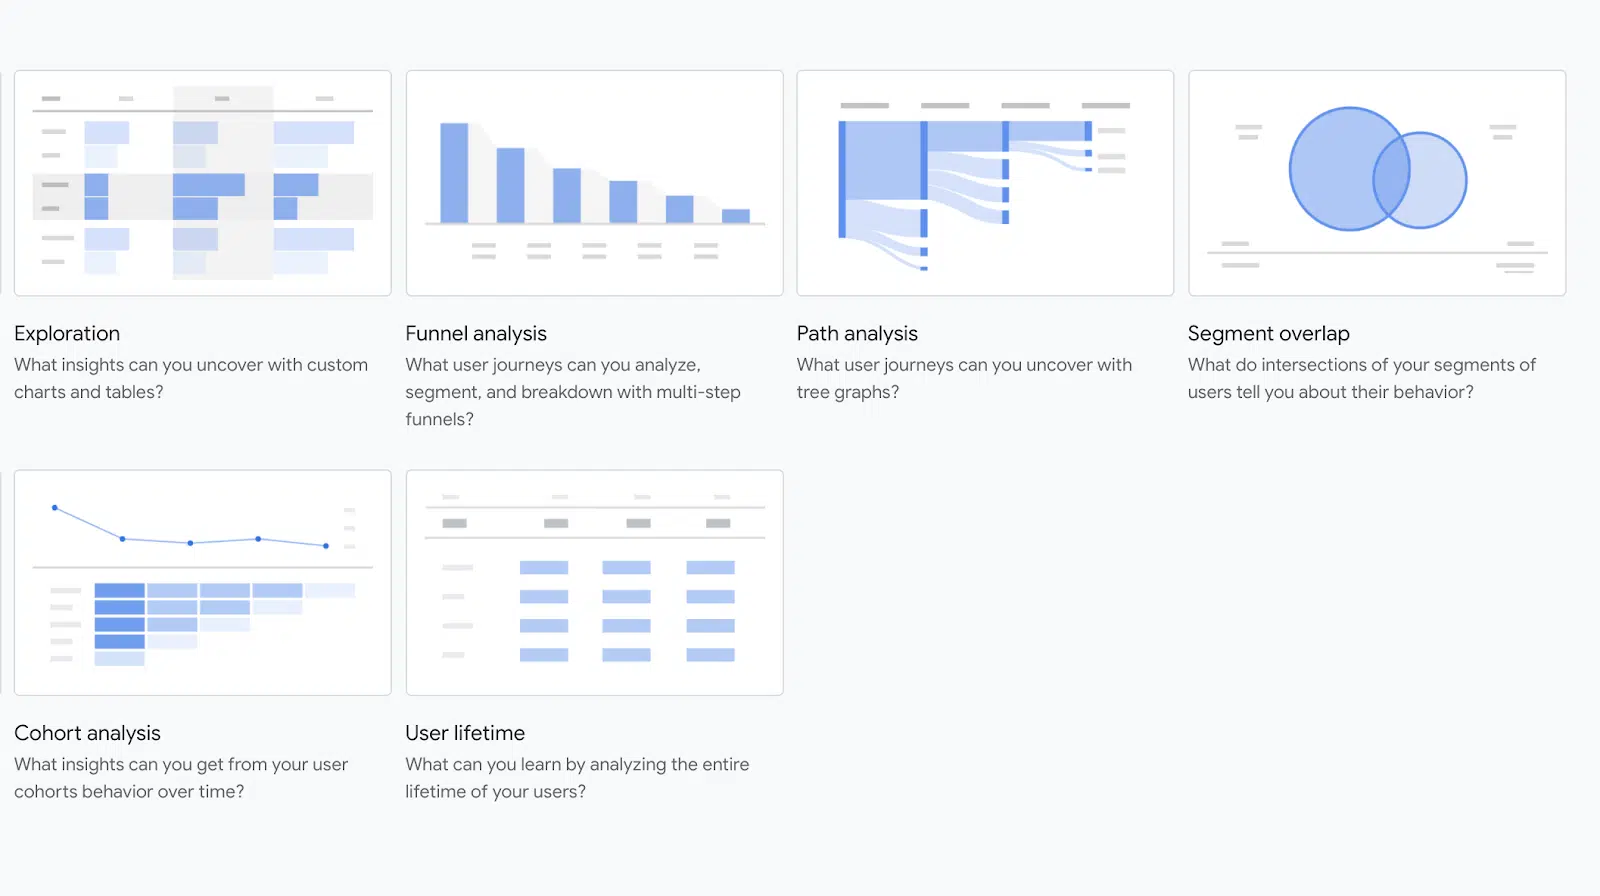 Exploration
What insights can you uncover with custom
charts and tables?
Funnel analysis
What user journeys can you analyze,
segment, and breakdown with multi-step
funnels?
Path analysis
What user journeys can you uncover with
tree graphs?
Segment overlap
What do intersections of your segments of
users tell you about their behavior?
Cohort analysis
What insights can you get from your user
cohorts behavior over time?
User lifetime
What can you learn by analyzing the entire
lifetime of your users?